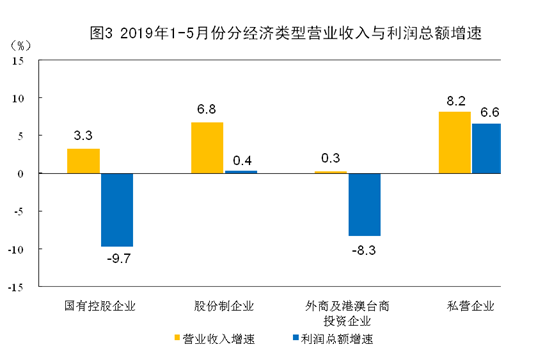 图3 2019年1-5月份分经济类型营业收入与利润总额增速
(%)
15
10
5
0
-5
-10
-15
3.3
-9.7
6.8
0.4
0.3
-8.3
8.2
6.6
国有控股企业
股份制企业
外商及港澳台商
投资企业
私营企业
营业收入增速
利润总额增速